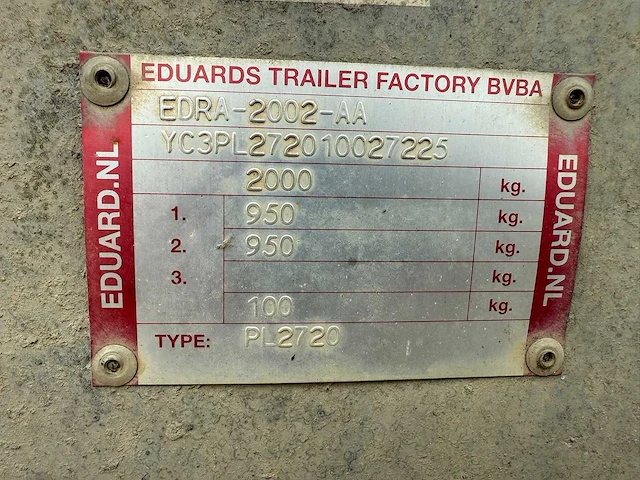 EDUARDS TRAILER FACTORY BVBA
EDRA-2002-AA
YC3PL272010027225
2000 kg.
1. 950 kg.
2. 950 kg.
3. kg.
100 kg.
TYPE: PL2720
EDUARD.NL
EDUARD.NL